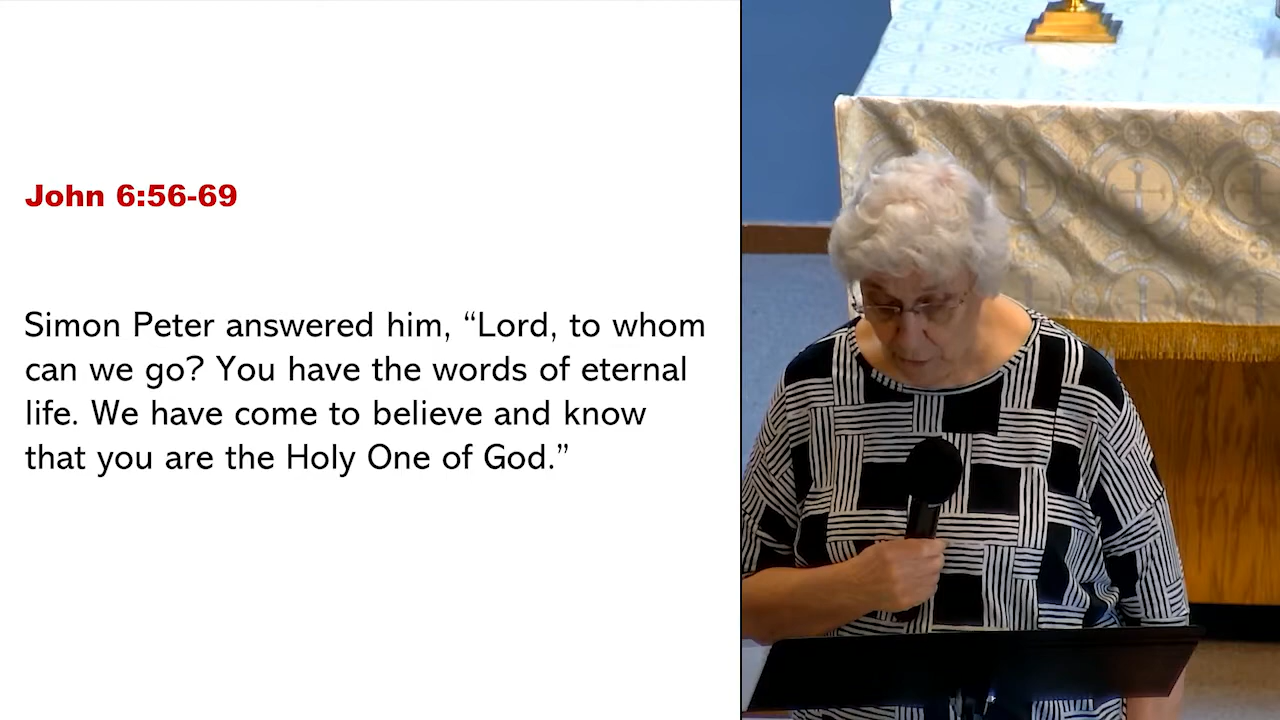 John 6:56-69
Simon Peter answered him, “Lord, to whom
can we go? You have the words of eternal
life. We have come to believe and know
that you are the Holy One of God.”